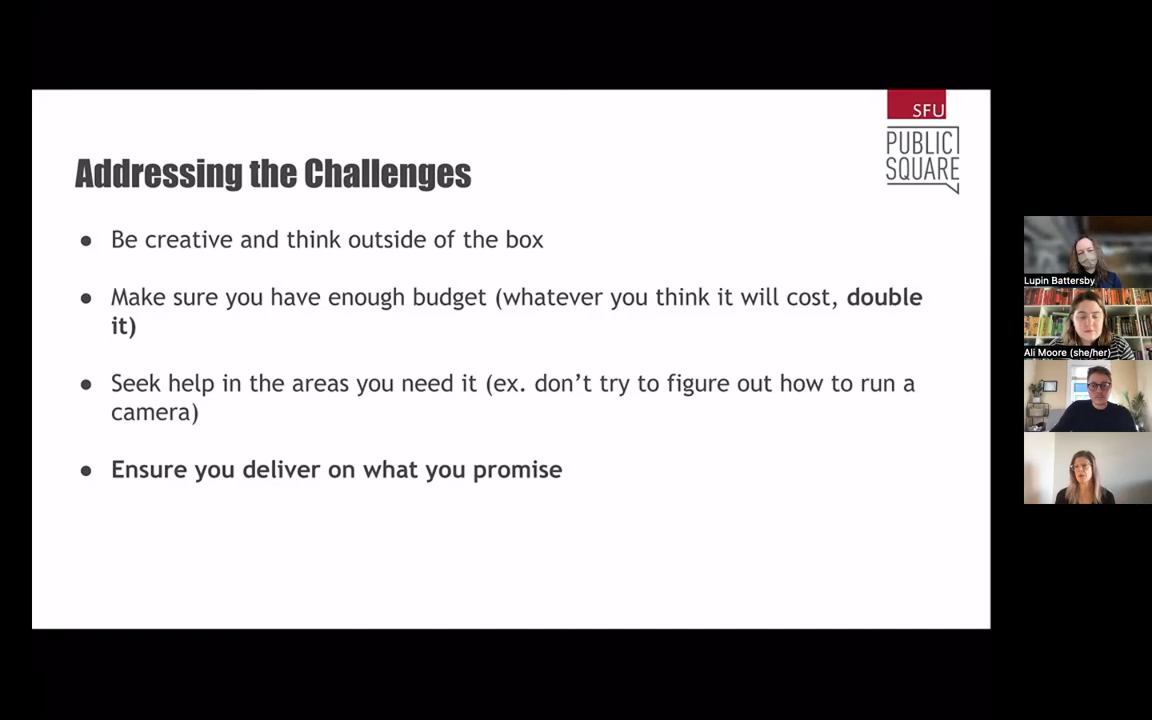 SFU
PUBLIC
SQUARE
Addressing the Challenges
● Be creative and think outside of the box
● Make sure you have enough budget (whatever you think it will cost, double
it)
● Seek help in the areas you need it (ex. don’t try to figure out how to run a
camera)
● Ensure you deliver on what you promise
Lupin Battersby
Ali Moore (she/her)